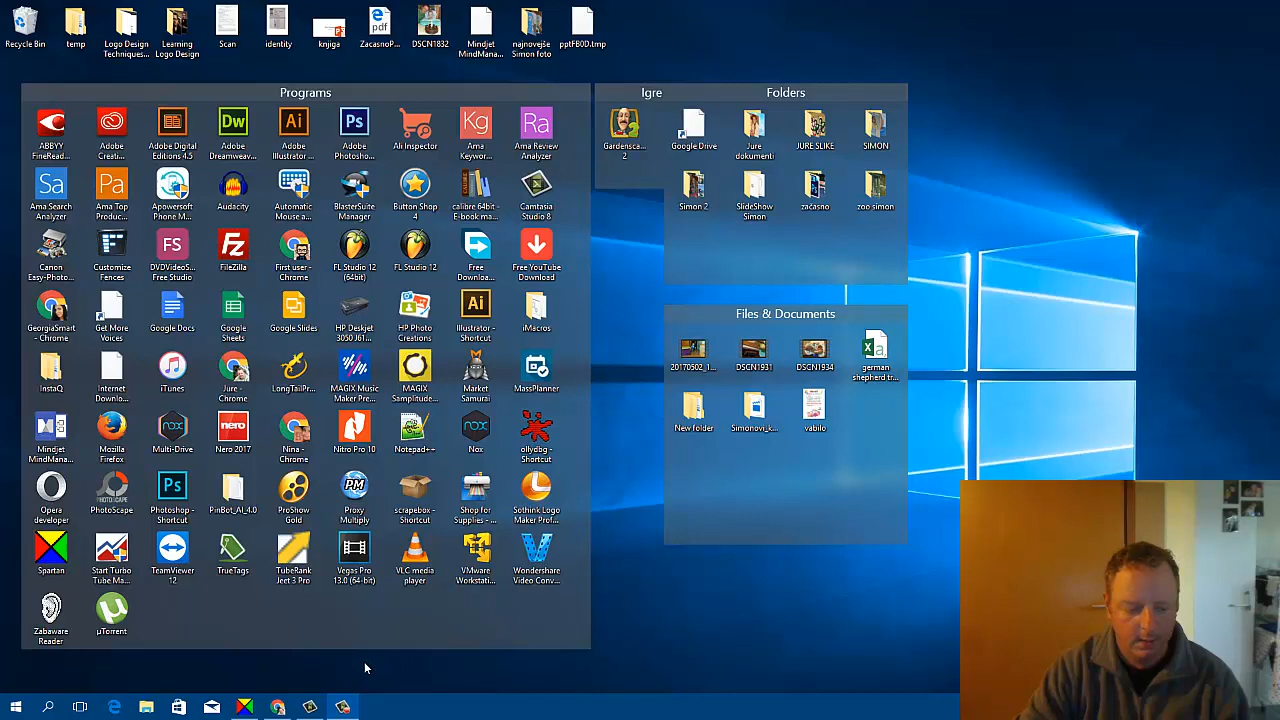 Recycle Bin
temp
Logo Design
Techniques...
Learning
Logo Design
Scan
identity
knjiga
ZacasnoP...
DSCN1832
Mindjet
MindMana...
najnovejše
Simon foto
pptFB0D.tmp
Programs
ABBYY
FineRead...
Adobe
Creati...
Adobe Digital
Editions 4.5
Adobe
Dreamweav...
Adobe
Illustrator ...
Adobe
Photosho...
Ali Inspector
Ama
Keywor...
Ama Review
Analyzer
Ama Search
Analyzer
Ama Top
Produc...
Apowersoft
Phone M...
Audacity
Automatic
Mouse a...
BlasterSuite
Manager
Button Shop
4
calibre 64bit -
E-book ma...
Camtasia
Studio 8
Canon
Easy-Photo...
Customize
Fences
DVDVideoS...
Free Studio
FileZilla
First user -
Chrome
FL Studio 12
(64bit)
FL Studio 12
Free
Downloa...
Free YouTube
Download
GeorgiaSmart
- Chrome
Get More
Voices
Google Docs
Google
Sheets
Google Slides
HP Deskjet
3050 J61...
HP Photo
Creations
Illustrator -
Shortcut
iMacros
InstaQ
Internet
Downlo...
iTunes
Jure -
Chrome
LongTailPr...
MAGIX Music
Maker Pre...
MAGIX
Samplitude...
Market
Samurai
MassPlanner
Mindjet
MindMana...
Mozilla
Firefox
Multi-Drive
Nero 2017
Nina -
Chrome
Nitro Pro 10
Notepad++
Nox
ollydbg -
Shortcut
Opera
developer
PhotoScape
Photoshop -
Shortcut
PinBot_AI_4.0
ProShow
Gold
Proxy
Multiply
scrapebox -
Shortcut
Shop for
Supplies - ...
Sothink Logo
Maker Prof...
Spartan
Start Turbo
Tube Ma...
TeamViewer
12
TrueTags
TubeRank
Jeet 3 Pro
Vegas Pro
13.0 (64-bit)
VLC media
player
VMware
Workstati...
Wondershare
Video Conv...
Zabaware
Reader
µTorrent
Igre
Gardensca...
2
Folders
Google Drive
Jure
dokumenti
JURE SLIKE
SIMON
Simon 2
SlideShow
Simon
začasno
zoo simon
Files & Documents
20170502_1...
DSCN1931
DSCN1934
german
shepherd tr...
New folder
Simonovi_k...
vabilo